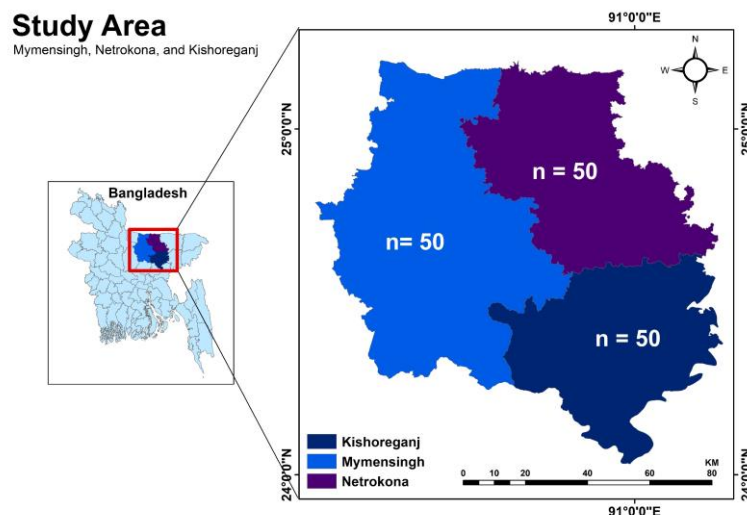 Study Area
Mymensingh, Netrokona, and Kishoreganj
Bangladesh
91°0'0"E
N
W E
S
25°0'0"N
25°0'0"N
n = 50
n= 50
n = 50
Kishoreganj
Mymensingh
Netrokona
KM
0 5 10 20 40 60 80
24°0'0"N
24°0'0"N
91°0'0"E